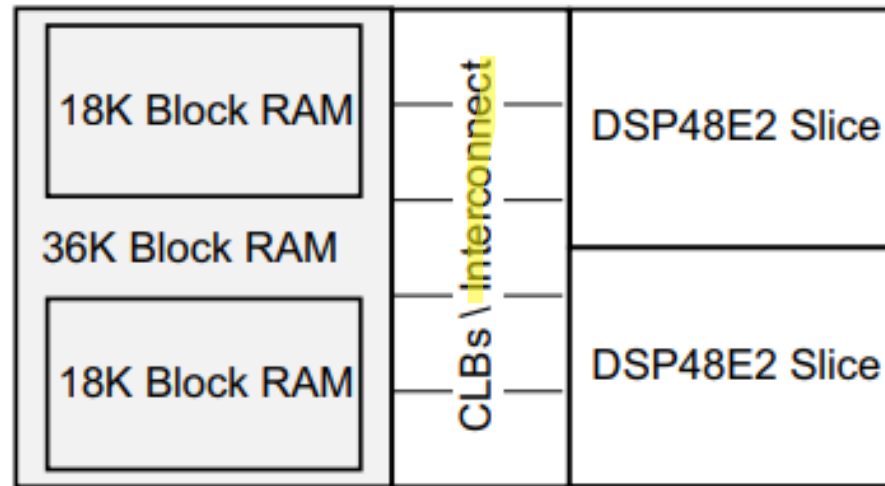 18K Block RAM
36K Block RAM
18K Block RAM
CLBs \ Interconnect
DSP48E2 Slice
DSP48E2 Slice